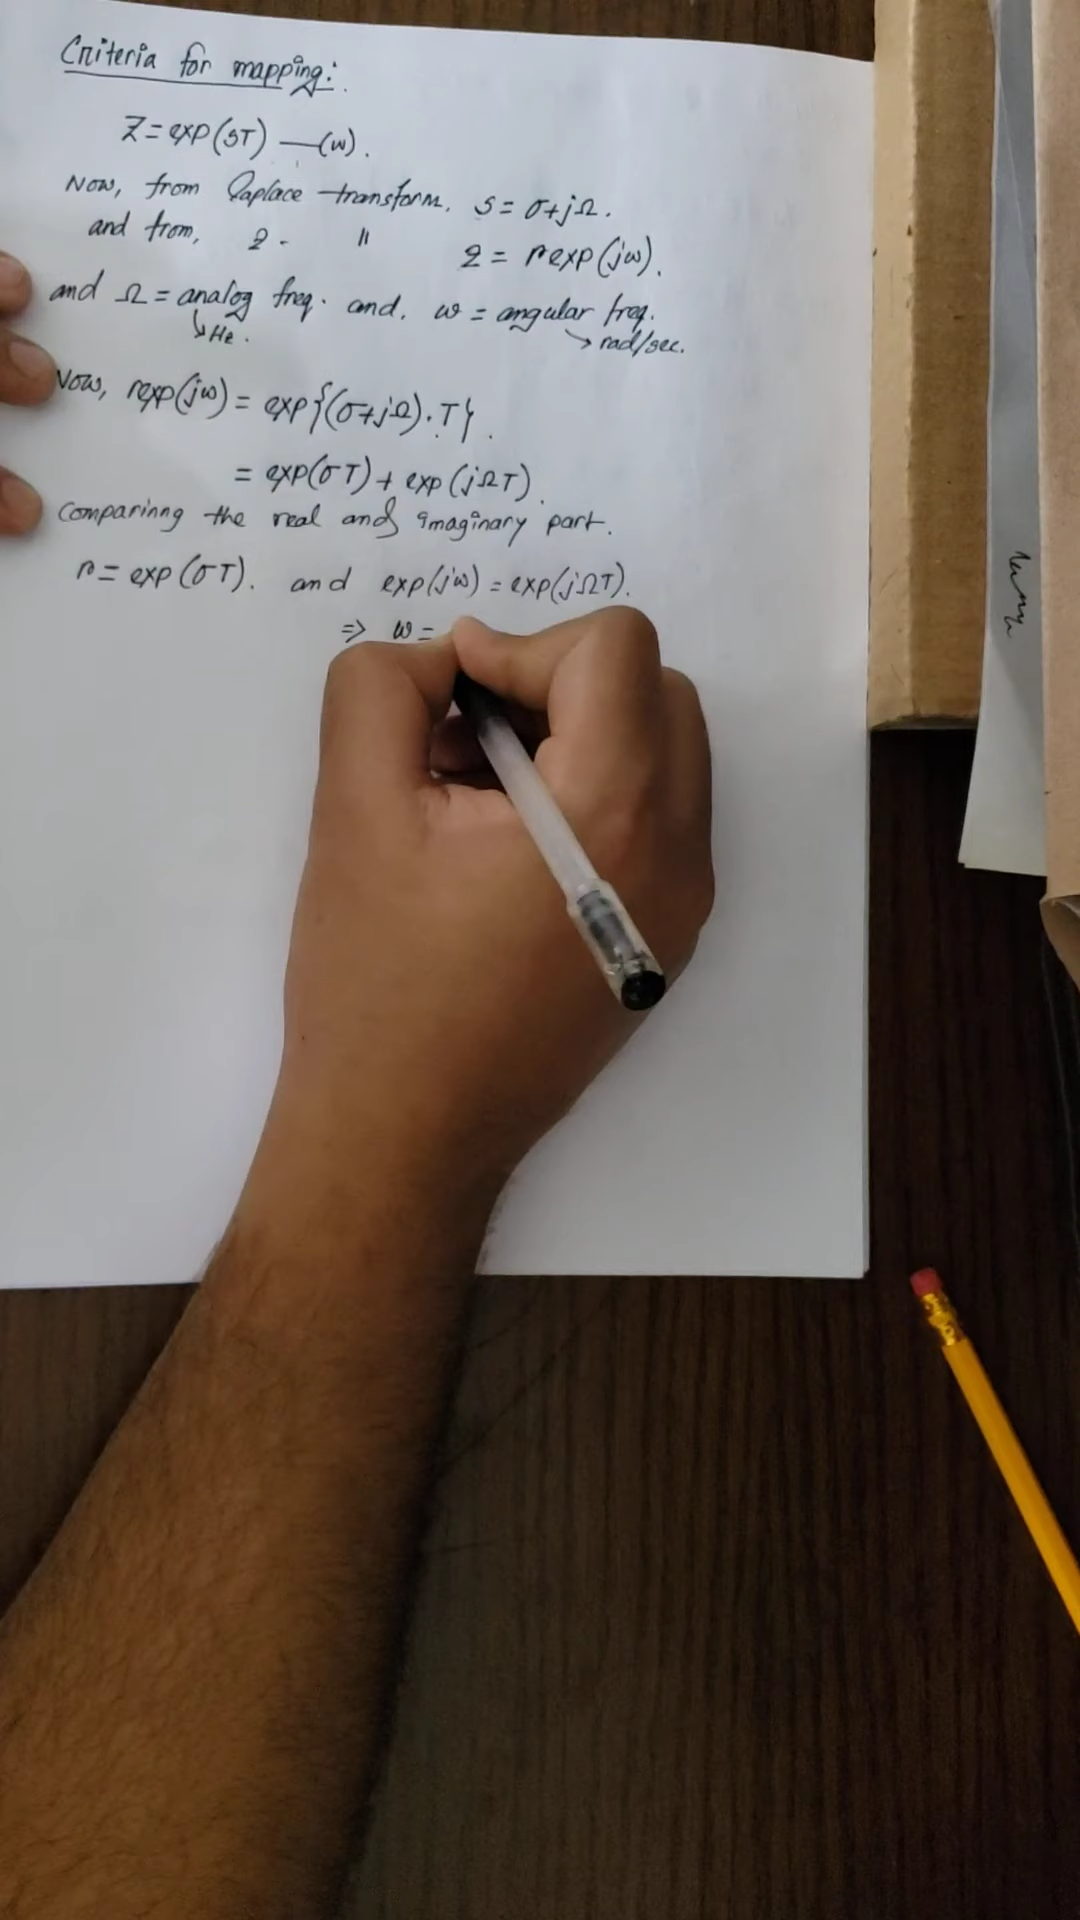 Criteria for mapping:
Z = exp(ST) —(w).
Now, from Laplace transform, S = σ+jΩ.
and from, z - " z = r exp(jω).
and Ω = analog freq. and, ω = angular freq.
↳ Hz. → rad/sec.
Now, rexp(jω) = exp{(σ+jΩ).T}.
= exp(σT) + exp(jΩT).
Comparinng the real and imaginary part.
r = exp(σT). and exp(jω) = exp(jΩT).
⇒ ω =